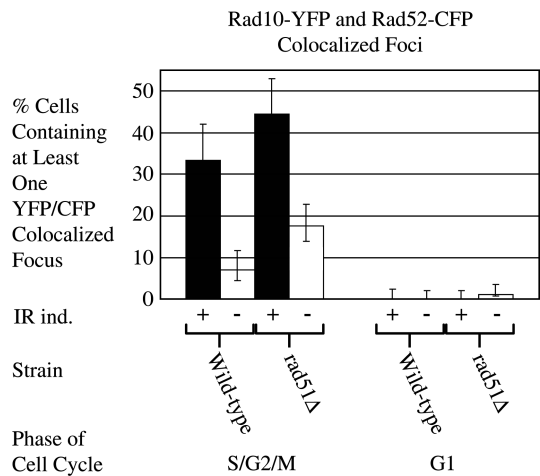 Rad10-YFP and Rad52-CFP
Colocalized Foci
% Cells
Containing
at Least
One
YFP/CFP
Colocalized
Focus
50
40
30
20
10
0
IR ind. + - + - + - + -
Strain
Wild-type rad51Δ Wild-type rad51Δ
Phase of
Cell Cycle S/G2/M G1